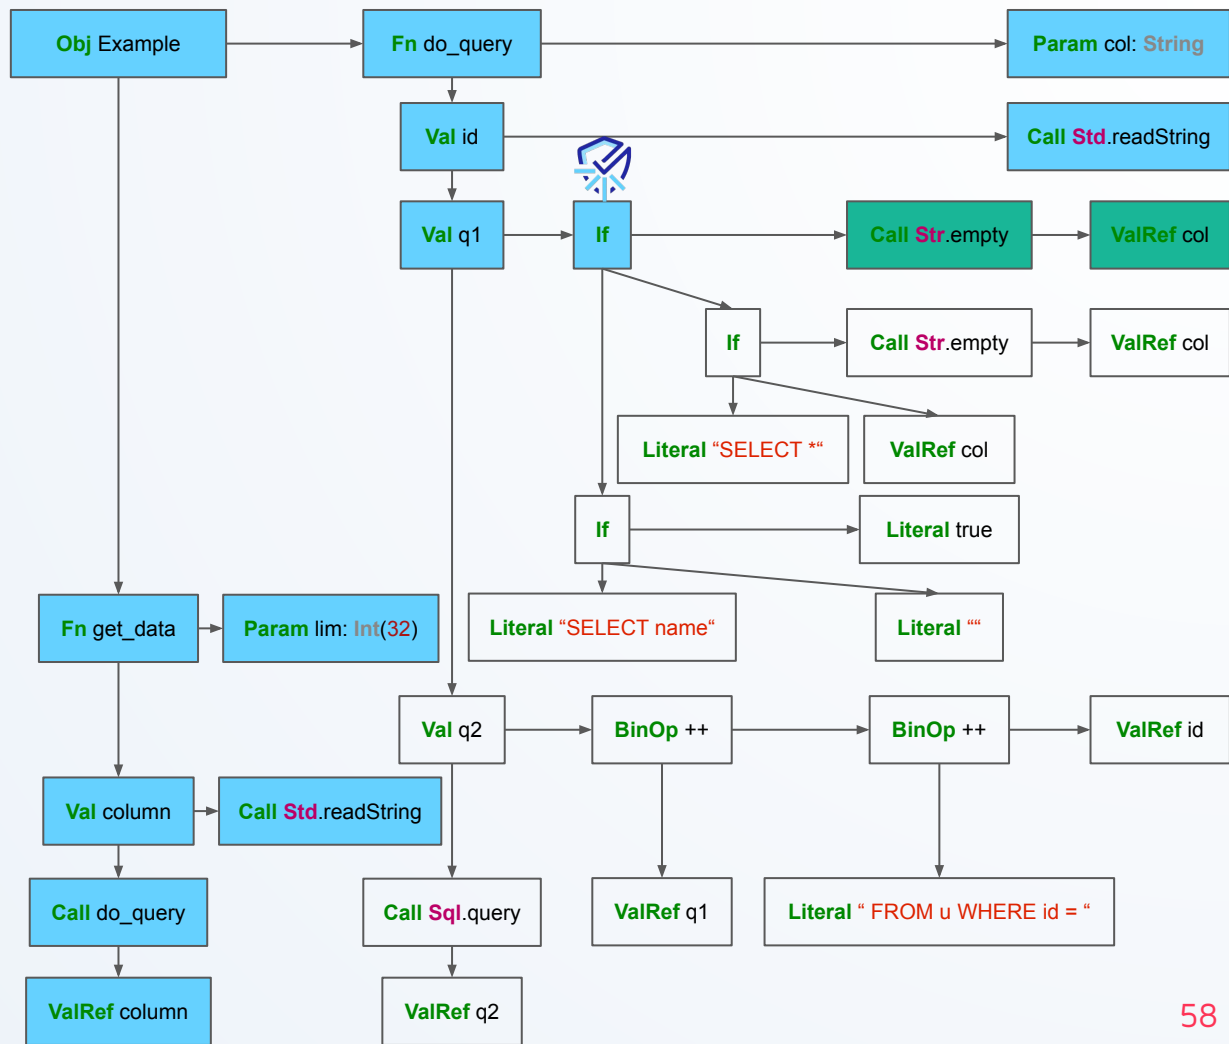 Obj Example
Fn do_query
Param col: String
Val id
Call Std.readString
Val q1
If
Call Str.empty
ValRef col
If
Call Str.empty
ValRef col
Literal “SELECT *“
ValRef col
If
Literal true
Fn get_data
Param lim: Int(32)
Literal “SELECT name“
Literal ““
Val q2
BinOp ++
BinOp ++
ValRef id
Val column
Call Std.readString
Call do_query
Call Sql.query
ValRef q1
Literal “ FROM u WHERE id = “
ValRef column
ValRef q2
58